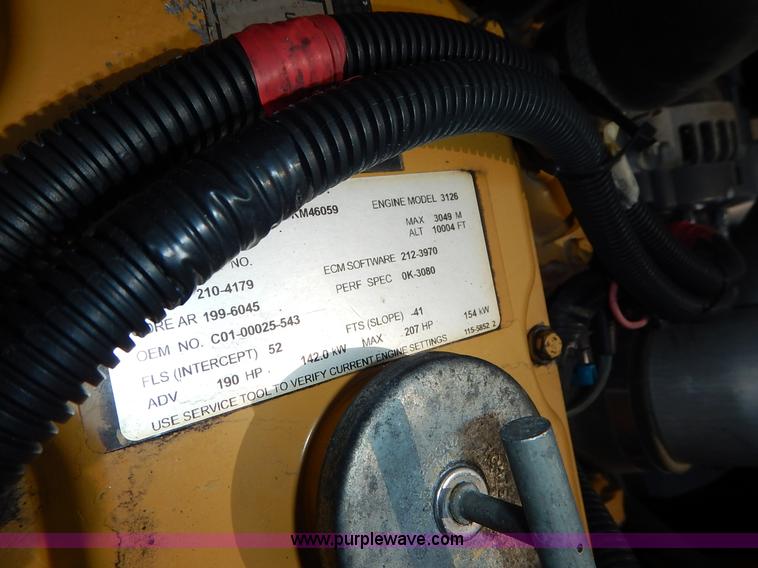 KM46059 ENGINE MODEL 3126
MAX 3049 M
ALT 10004 FT
NO.
210-4179 ECM SOFTWARE 212-3970
PERF SPEC 0K-3080
ORE AR 199-6045
OEM NO. C01-00025-543
FLS (INTERCEPT) 52 FTS (SLOPE) -41
ADV 190 HP 142.0 kW MAX 207 HP 154 kW
USE SERVICE TOOL TO VERIFY CURRENT ENGINE SETTINGS 115-5852 2
www.purplewave.com